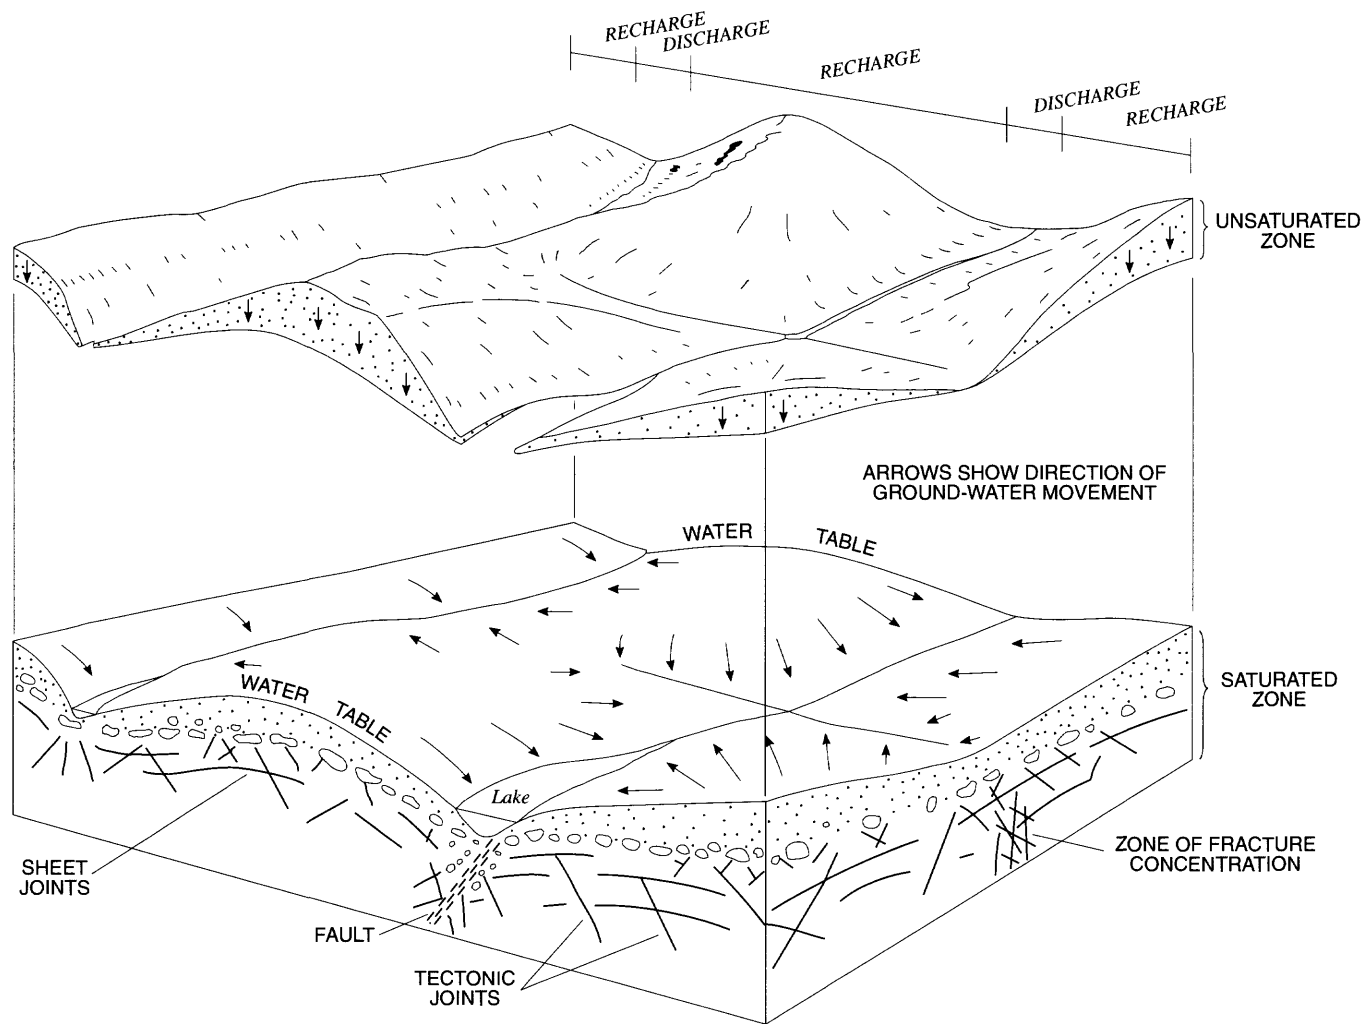 RECHARGE
DISCHARGE
RECHARGE
DISCHARGE
RECHARGE
UNSATURATED
ZONE
ARROWS SHOW DIRECTION OF
GROUND-WATER MOVEMENT
WATER TABLE
WATER TABLE
SATURATED
ZONE
Lake
ZONE OF FRACTURE
CONCENTRATION
SHEET
JOINTS
FAULT
TECTONIC
JOINTS